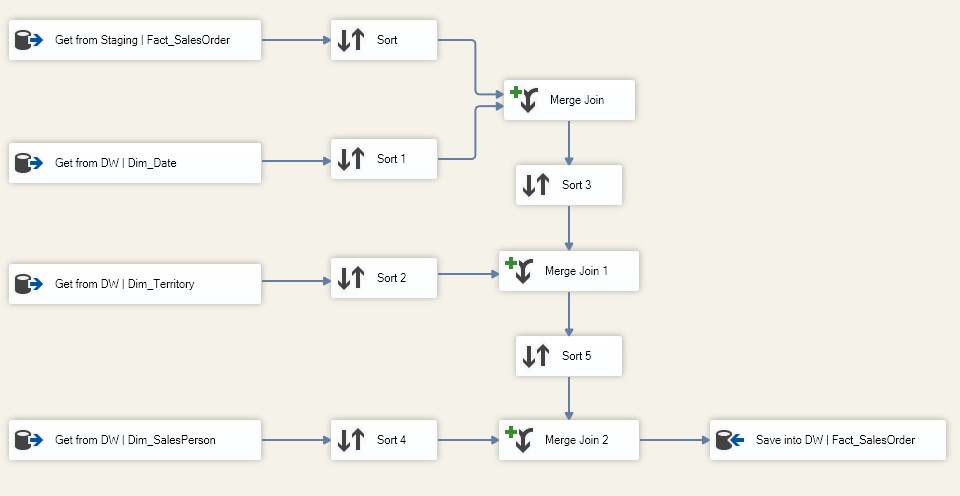 Get from Staging | Fact_SalesOrder
Sort
Merge Join
Get from DW | Dim_Date
Sort 1
Sort 3
Get from DW | Dim_Territory
Sort 2
Merge Join 1
Sort 5
Get from DW | Dim_SalesPerson
Sort 4
Merge Join 2
Save into DW | Fact_SalesOrder